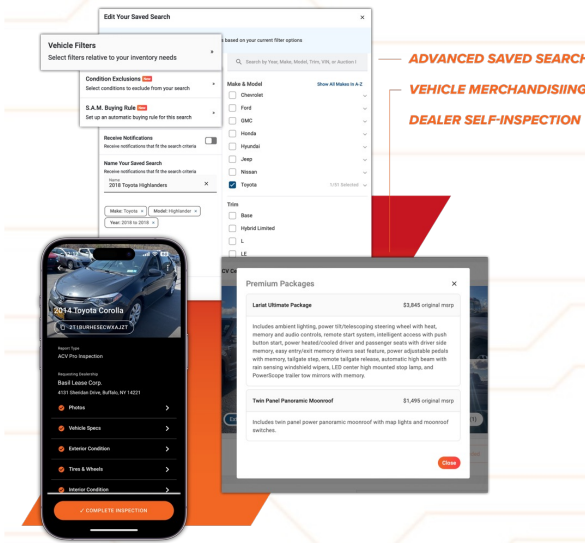 Edit Your Saved Search
×
s based on your current filter options
Vehicle Filters
Select filters relative to your inventory needs
Condition Exclusions New
Select conditions to exclude from your search
S.A.M. Buying Rule New
Set up an automatic buying rule for this search
Receive Notifications
Receive notifications that fit the search criteria
Name Your Saved Search
Receive notifications that fit the search criteria
Name
2018 Toyota Highlanders ×
Make: Toyota ×
Model: Highlander ×
Year: 2018 to 2018 ×
Search by Year, Make, Model, Trim, VIN, or Auction I
Make & Model
Show All Makes In A-Z
Chevrolet
Ford
GMC
Honda
Hyundai
Jeep
Nissan
Toyota
1/51 Selected
Trim
Base
Hybrid Limited
L
LE
ADVANCED SAVED SEARCH
VEHICLE MERCHANDISIING
DEALER SELF-INSPECTION
2014 Toyota Corolla
2T1BURHESECWXAJZT
Report Type
ACV Pro Inspection
Requesting Dealership
Basil Lease Corp.
4131 Sheridan Drive, Buffalo, NY 14221
Photos
Vehicle Specs
Exterior Condition
Tires & Wheels
Interior Condition
COMPLETE INSPECTION
Premium Packages
×
Lariat Ultimate Package
$3,845 original msrp
Includes ambient lighting, power tilt/telescoping steering wheel with heat,
memory and audio controls, remote start system, intelligent access with push
button start, power heated/cooled driver and passenger seats with driver side
memory, easy entry/exit memory drivers seat feature, power adjustable pedals
with memory, tailgate step, remote tailgate release, automatic high beam with
rain sensing windshield wipers, LED center high mounted stop lamp, and
PowerScope trailer tow mirrors with memory.
Twin Panel Panoramic Moonroof
$1,495 original msrp
Includes twin panel power panoramic moonroof with map lights and moonroof
switches.
Close